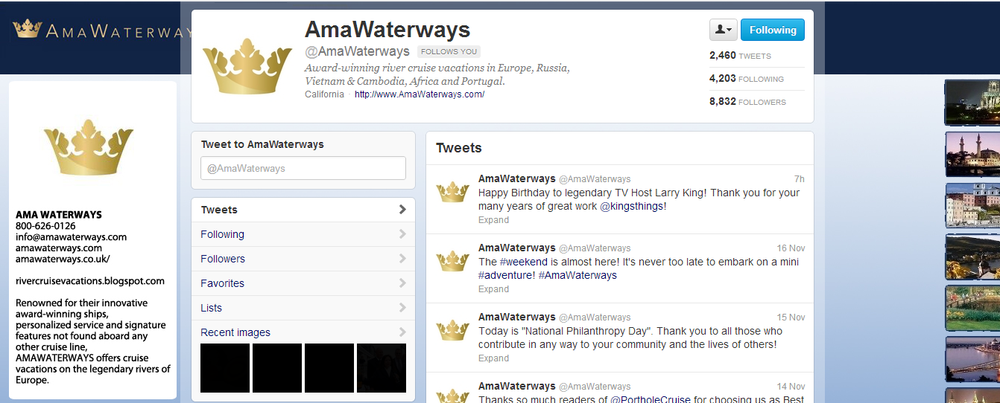 AMAWATERWAY
AMA WATERWAYS
800-626-0126
info@amawaterways.com
amawaterways.com
amawaterways.co.uk/
rivercruisevacations.blogspot.com
Renowned for their innovative
award-winning ships,
personalized service and signature
features not found aboard any
other cruise line,
AMAWATERWAYS offers cruise
vacations on the legendary rivers of
Europe.
AmaWaterways
@AmaWaterways FOLLOWS YOU
Award-winning river cruise vacations in Europe, Russia,
Vietnam & Cambodia, Africa and Portugal.
California · http://www.AmaWaterways.com/
Following
2,460 TWEETS
4,203 FOLLOWING
8,832 FOLLOWERS
Tweet to AmaWaterways
@AmaWaterways
Tweets
Following
Followers
Favorites
Lists
Recent images
Tweets
AmaWaterways @AmaWaterways 7h
Happy Birthday to legendary TV Host Larry King! Thank you for your
many years of great work @kingsthings!
Expand
AmaWaterways @AmaWaterways 16 Nov
The #weekend is almost here! It's never too late to embark on a mini
#adventure! #AmaWaterways
Expand
AmaWaterways @AmaWaterways 15 Nov
Today is "National Philanthropy Day". Thank you to all those who
contribute in any way to your community and the lives of others!
Expand
AmaWaterways @AmaWaterways 14 Nov
Thanks so much readers of @PortholeCruise for choosing us as Best